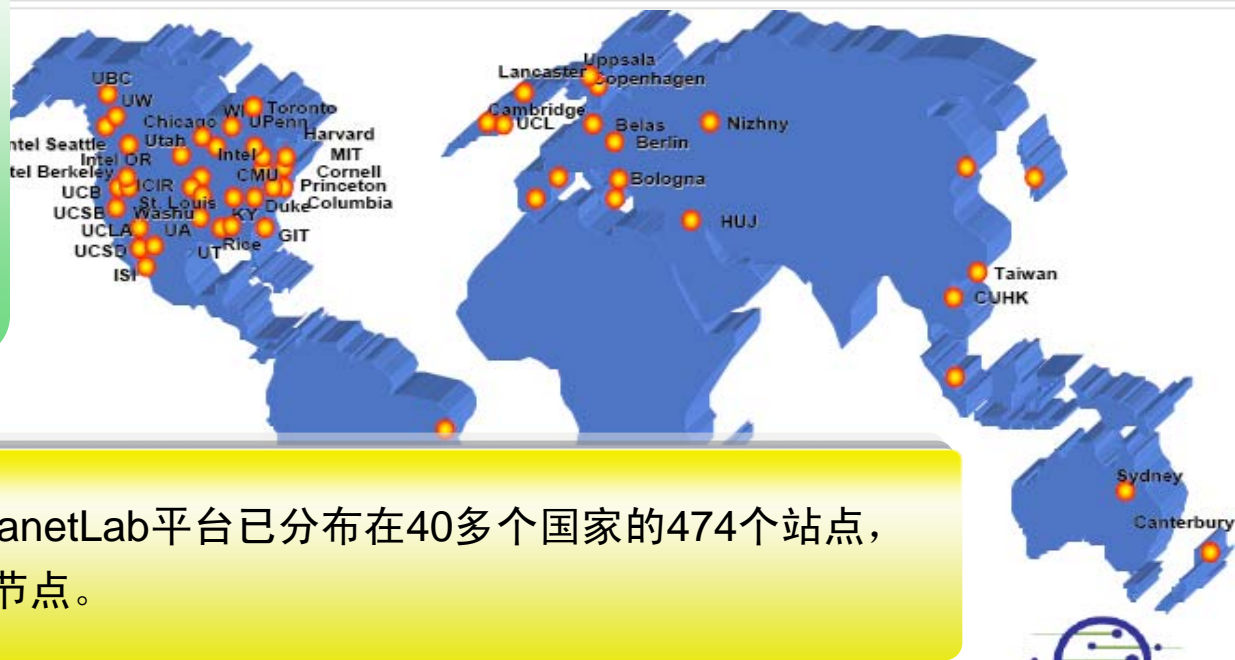 Uppsala
Lancaster
Copenhagen
UBC
UW
WI
Toronto
Cambridge
Chicago
UPenn
UCL
Belas
Nizhny
Harvard
ntel Seattle
Utah
Berlin
Intel
MIT
Intel OR
tel Berkeley
CMU
Cornell
UCB
ICIR
Princeton
Bologna
St. Louis
Duke
Columbia
UCSB
Washu
KY
HUJ
UCLA
UA
GIT
UCSD
UT
Rice
ISI
Taiwan
CUHK
Sydney
Canterbury
anetLab平台已分布在40多个国家的474个站点，
节点。